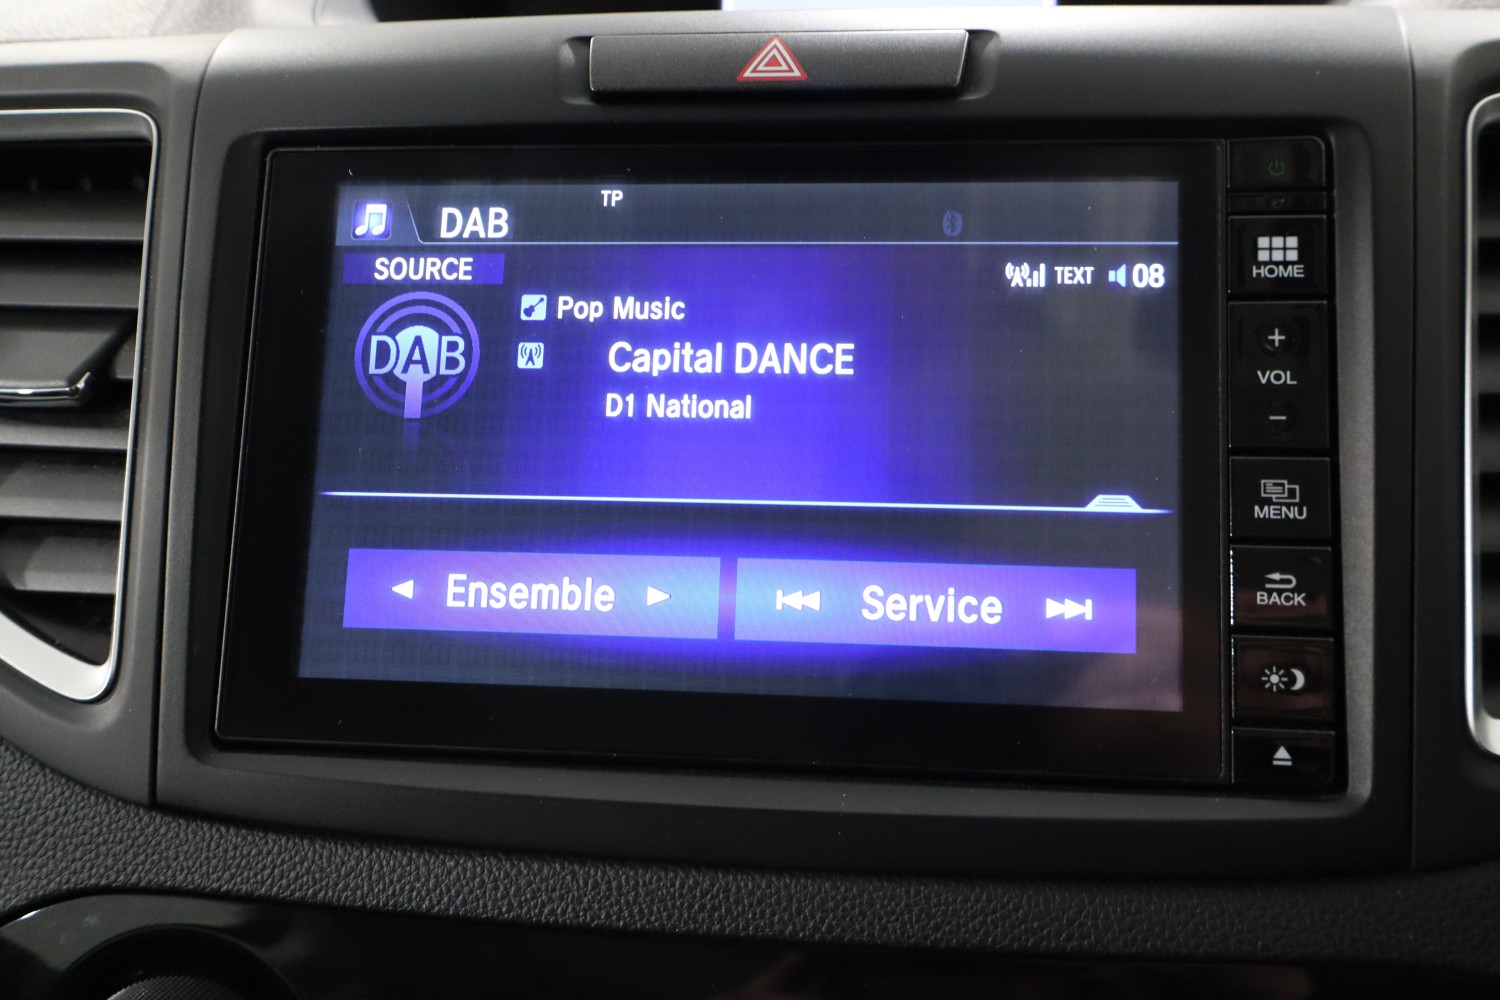 TP
DAB
SOURCE
TEXT 08
DAB
Pop Music
Capital DANCE
D1 National
Ensemble
Service
HOME
+
VOL
−
MENU
BACK